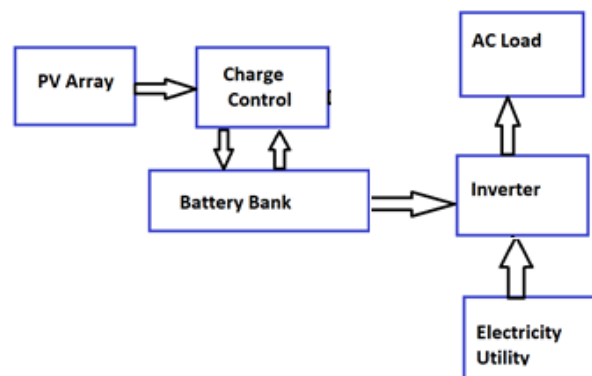 AC Load
PV Array
Charge
Control
Battery Bank
Inverter
Electricity
Utility